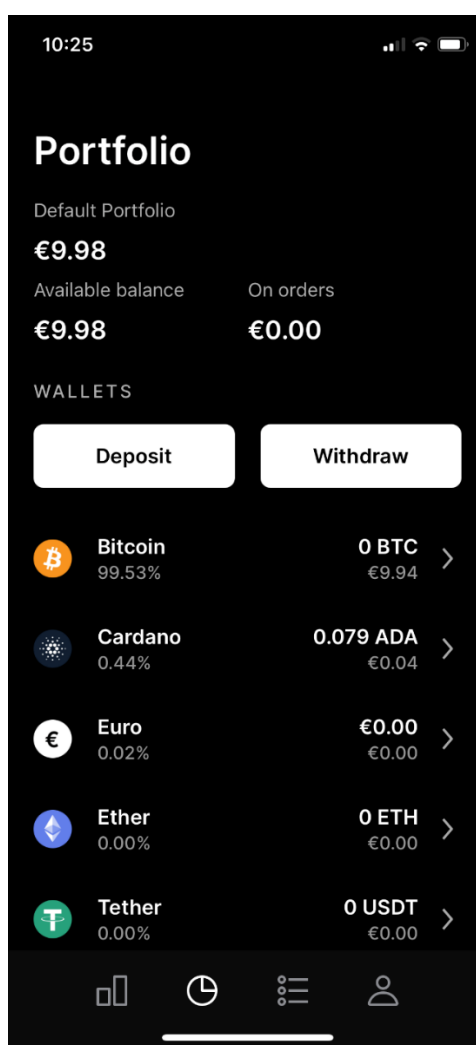 10:25
Portfolio
Default Portfolio
€9.98
Available balance On orders
€9.98 €0.00
WALLETS
Deposit Withdraw
Bitcoin 0 BTC
99.53% €9.94
Cardano 0.079 ADA
0.44% €0.04
€ Euro €0.00
0.02% €0.00
Ether 0 ETH
0.00% €0.00
Tether 0 USDT
0.00% €0.00